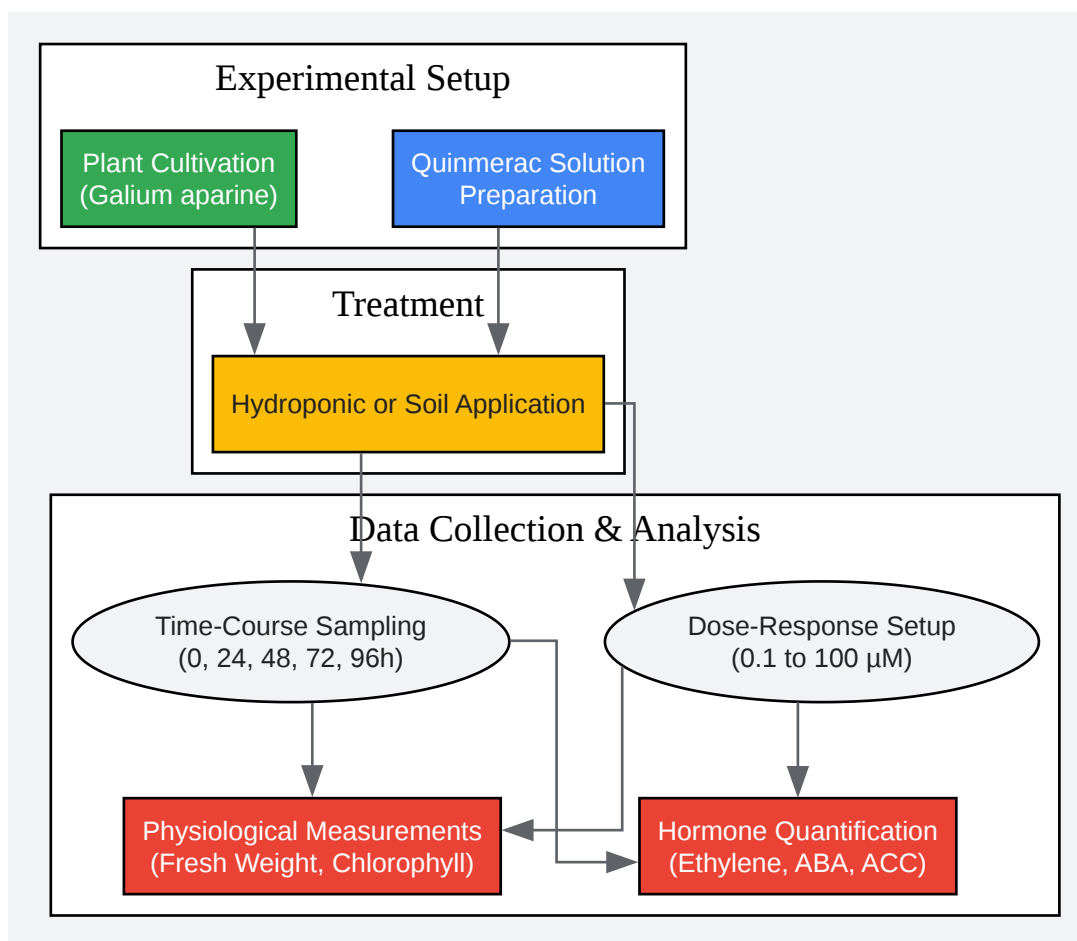 Experimental Setup
Plant Cultivation
(Galium aparine)
Quinmerac Solution
Preparation
Treatment
Hydroponic or Soil Application
Data Collection & Analysis
Time-Course Sampling
(0, 24, 48, 72, 96h)
Dose-Response Setup
(0.1 to 100 µM)
Physiological Measurements
(Fresh Weight, Chlorophyll)
Hormone Quantification
(Ethylene, ABA, ACC)